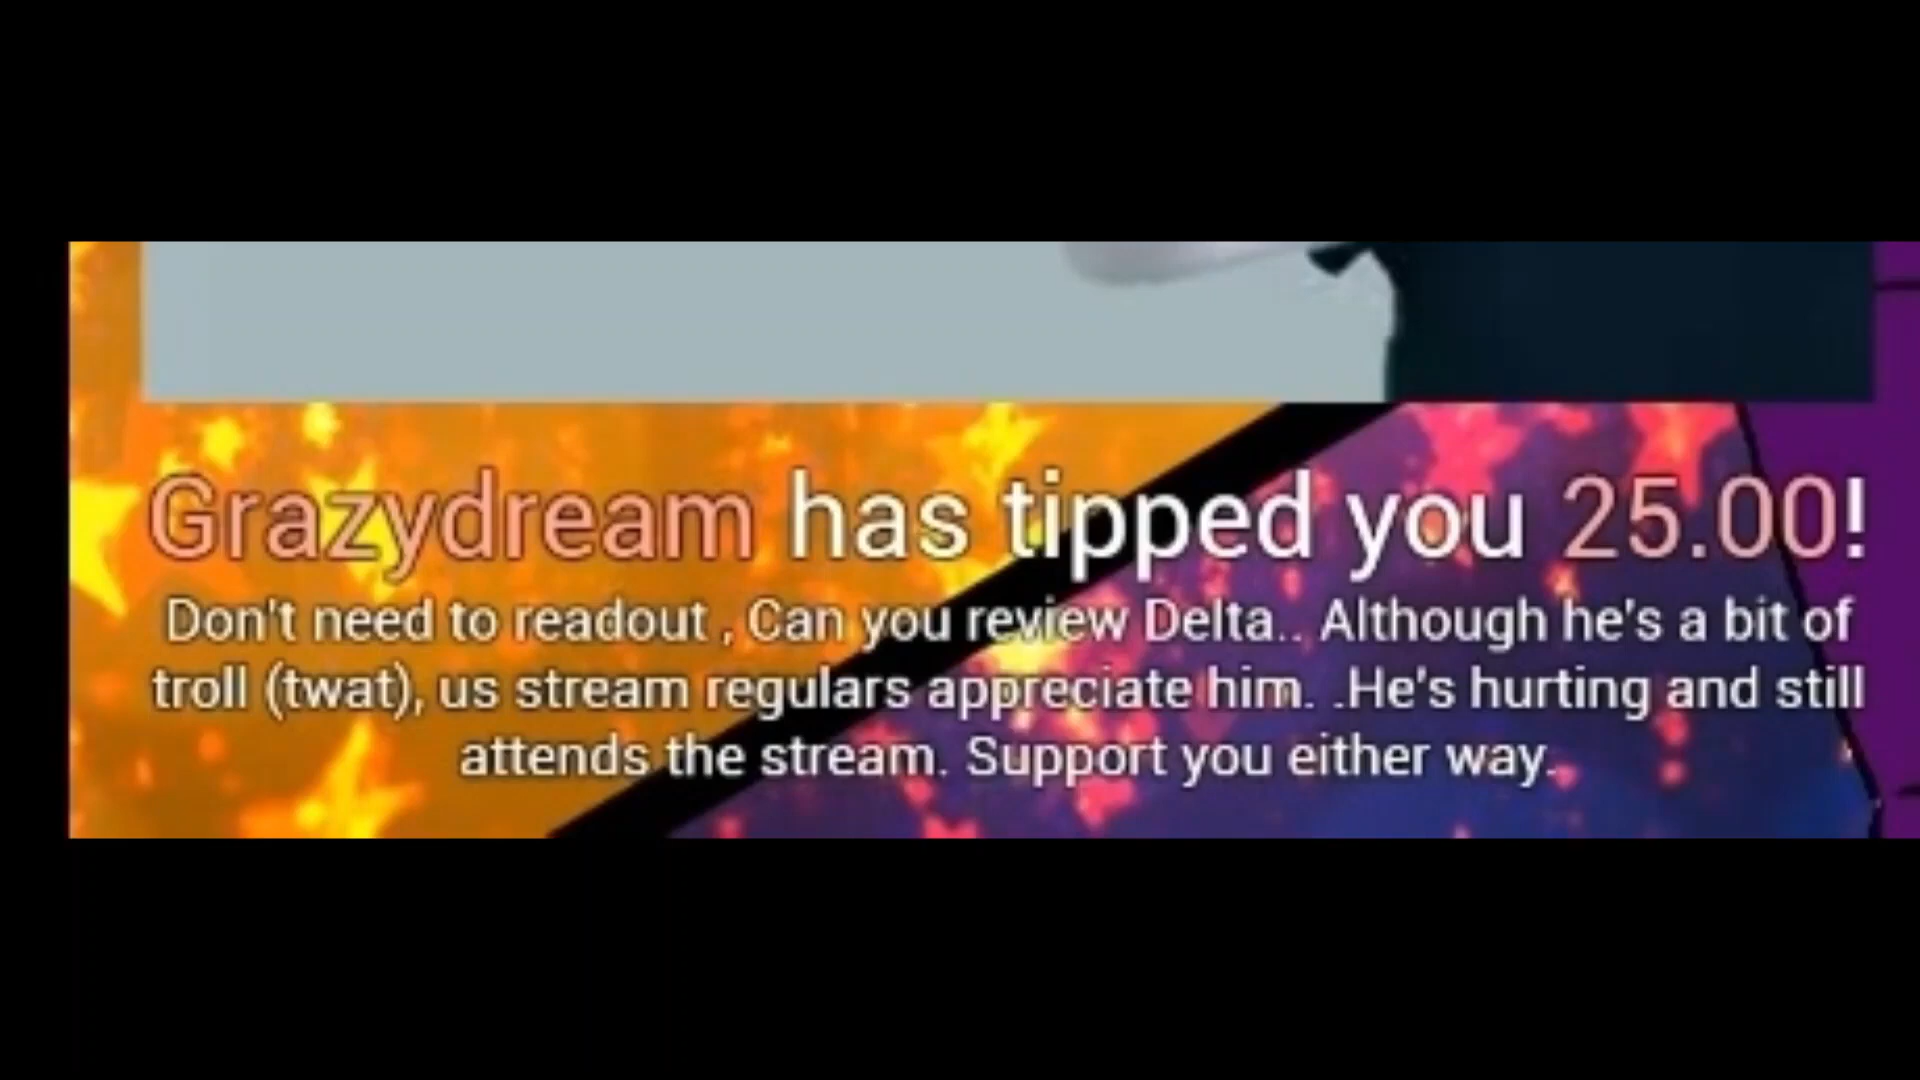 Grazydream has tipped you 25.00!
Don't need to readout , Can you review Delta.. Although he's a bit of
troll (twat), us stream regulars appreciate him. .He's hurting and still
attends the stream. Support you either way.